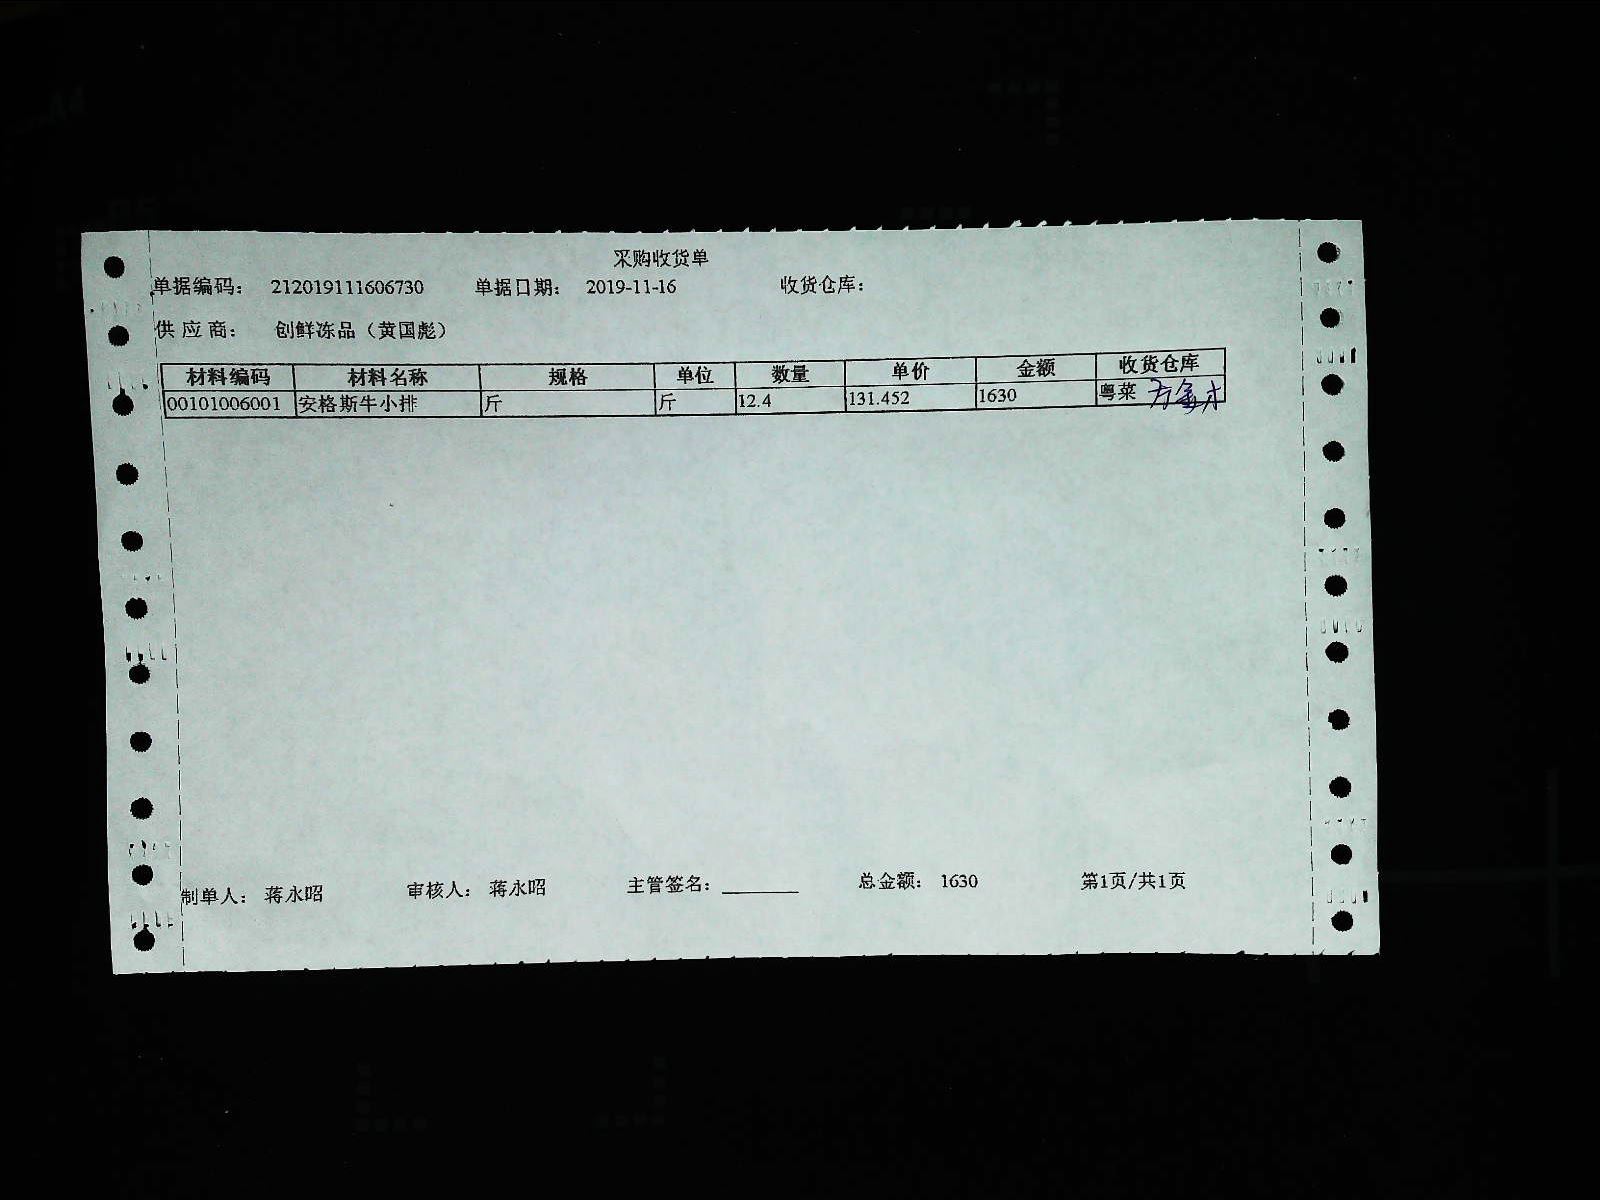 采购收货单
单据编码： 212019111606730 单据日期： 2019-11-16 收货仓库：
供应商： 创鲜冻品（黄国彪）
材料编码 材料名称 规格 单位 数量 单价 金额 收货仓库
00101006001 安格斯牛小排 斤 斤 12.4 131.452 1630 粤菜
制单人： 蒋永昭 审核人： 蒋永昭 主管签名： 总金额： 1630 第1页/共1页